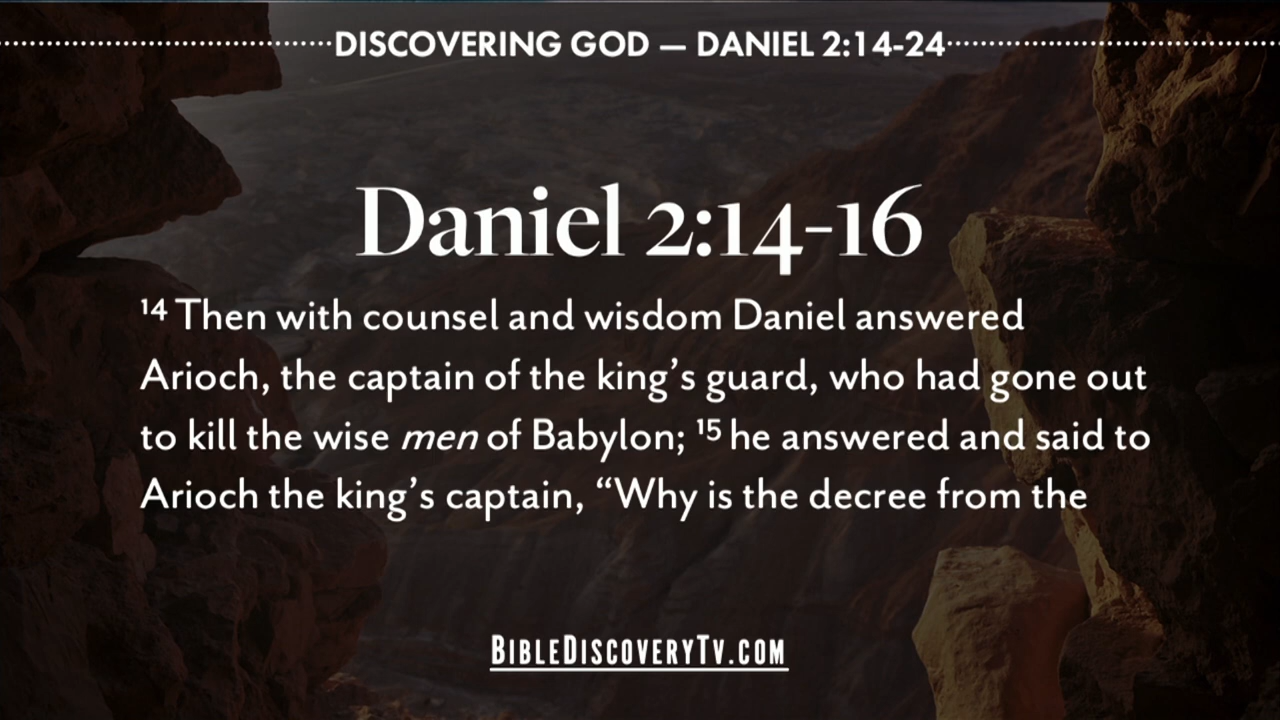 DISCOVERING GOD — DANIEL 2:14-24
Daniel 2:14-16
¹⁴ Then with counsel and wisdom Daniel answered
Arioch, the captain of the king’s guard, who had gone out
to kill the wise men of Babylon; ¹⁵ he answered and said to
Arioch the king’s captain, “Why is the decree from the
BIBLEDISCOVERYTV.COM